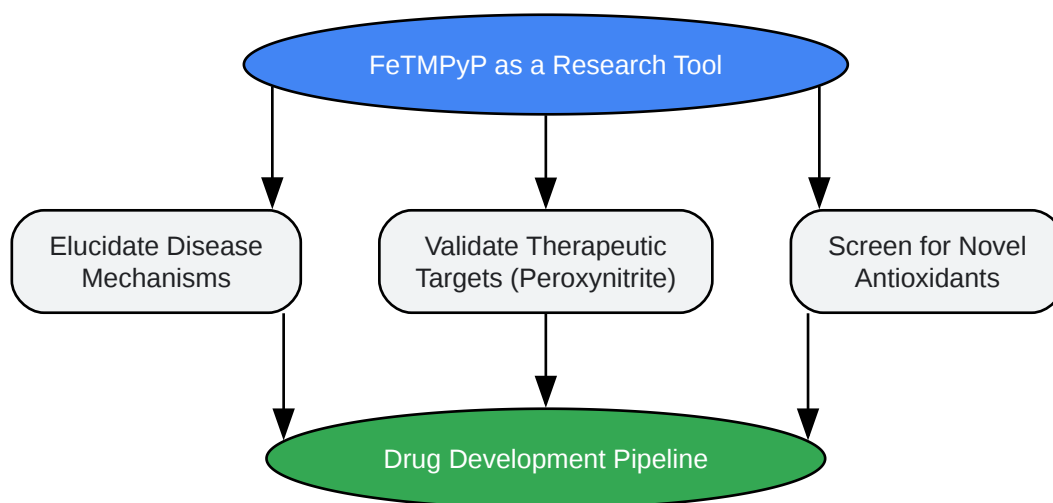 FeTMPyP as a Research Tool
Elucidate Disease
Mechanisms
Validate Therapeutic
Targets (Peroxynitrite)
Screen for Novel
Antioxidants
Drug Development Pipeline